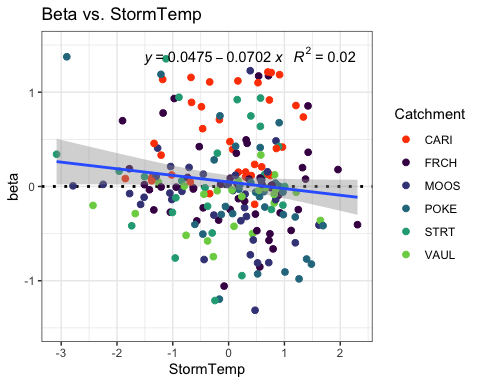 Beta vs. StormTemp
y = 0.0475 – 0.0702 x R² = 0.02
1
0
-1
beta
-3 -2 -1 0 1 2
StormTemp
Catchment
CARI
FRCH
MOOS
POKE
STRT
VAUL